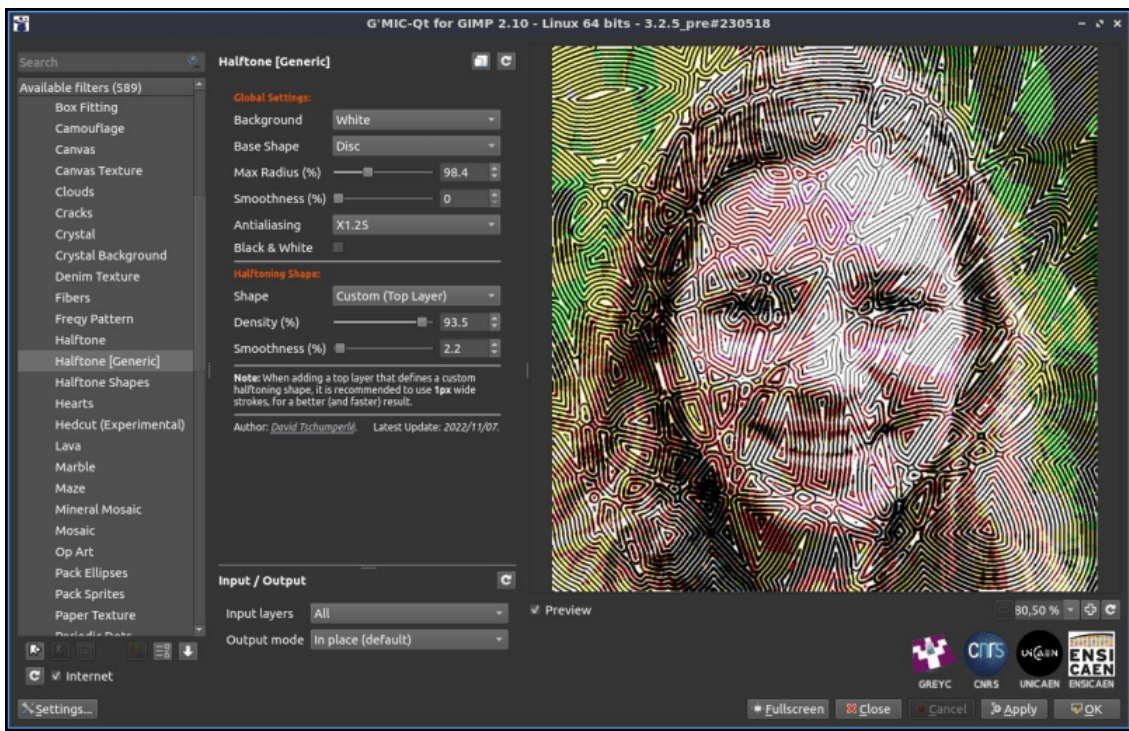 G'MIC-Qt for GIMP 2.10 - Linux 64 bits - 3.2.5_pre#230518
Search
Available filters (589)
Box Fitting
Camouflage
Canvas
Canvas Texture
Clouds
Cracks
Crystal
Crystal Background
Denim Texture
Fibers
Freqy Pattern
Halftone
Halftone [Generic]
Halftone Shapes
Hearts
Hedcut (Experimental)
Lava
Marble
Maze
Mineral Mosaic
Mosaic
Op Art
Pack Ellipses
Pack Sprites
Paper Texture
Periodic Dots
Internet
Settings...
Halftone [Generic]
Global Settings:
Background White
Base Shape Disc
Max Radius (%) 98.4
Smoothness (%) 0
Antialiasing X1.25
Black & White
Halftoning Shape:
Shape Custom (Top Layer)
Density (%) 93.5
Smoothness (%) 2.2
Note: When adding a top layer that defines a custom
halftoning shape, it is recommended to use 1px wide
strokes, for a better (and faster) result.
Author: David Tschumperlé. Latest Update: 2022/11/07.
Input / Output
Input layers All
Output mode In place (default)
Preview
80,50 %
GREYC
cnrs
CNRS
UNICAEN
UNICAEN
ENSI
CAEN
ENSICAEN
Fullscreen
Close
Cancel
Apply
OK